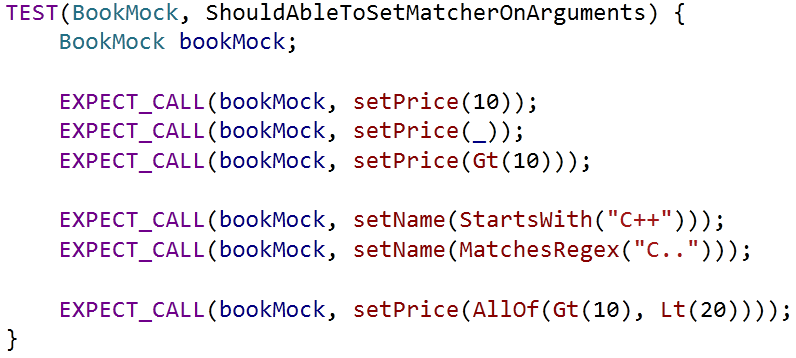 TEST(BookMock, ShouldAbleToSetMatcherOnArguments) {
    BookMock bookMock;

    EXPECT_CALL(bookMock, setPrice(10));
    EXPECT_CALL(bookMock, setPrice(_));
    EXPECT_CALL(bookMock, setPrice(Gt(10)));

    EXPECT_CALL(bookMock, setName(StartsWith("C++")));
    EXPECT_CALL(bookMock, setName(MatchesRegex("C..")));

    EXPECT_CALL(bookMock, setPrice(AllOf(Gt(10), Lt(20))));
}